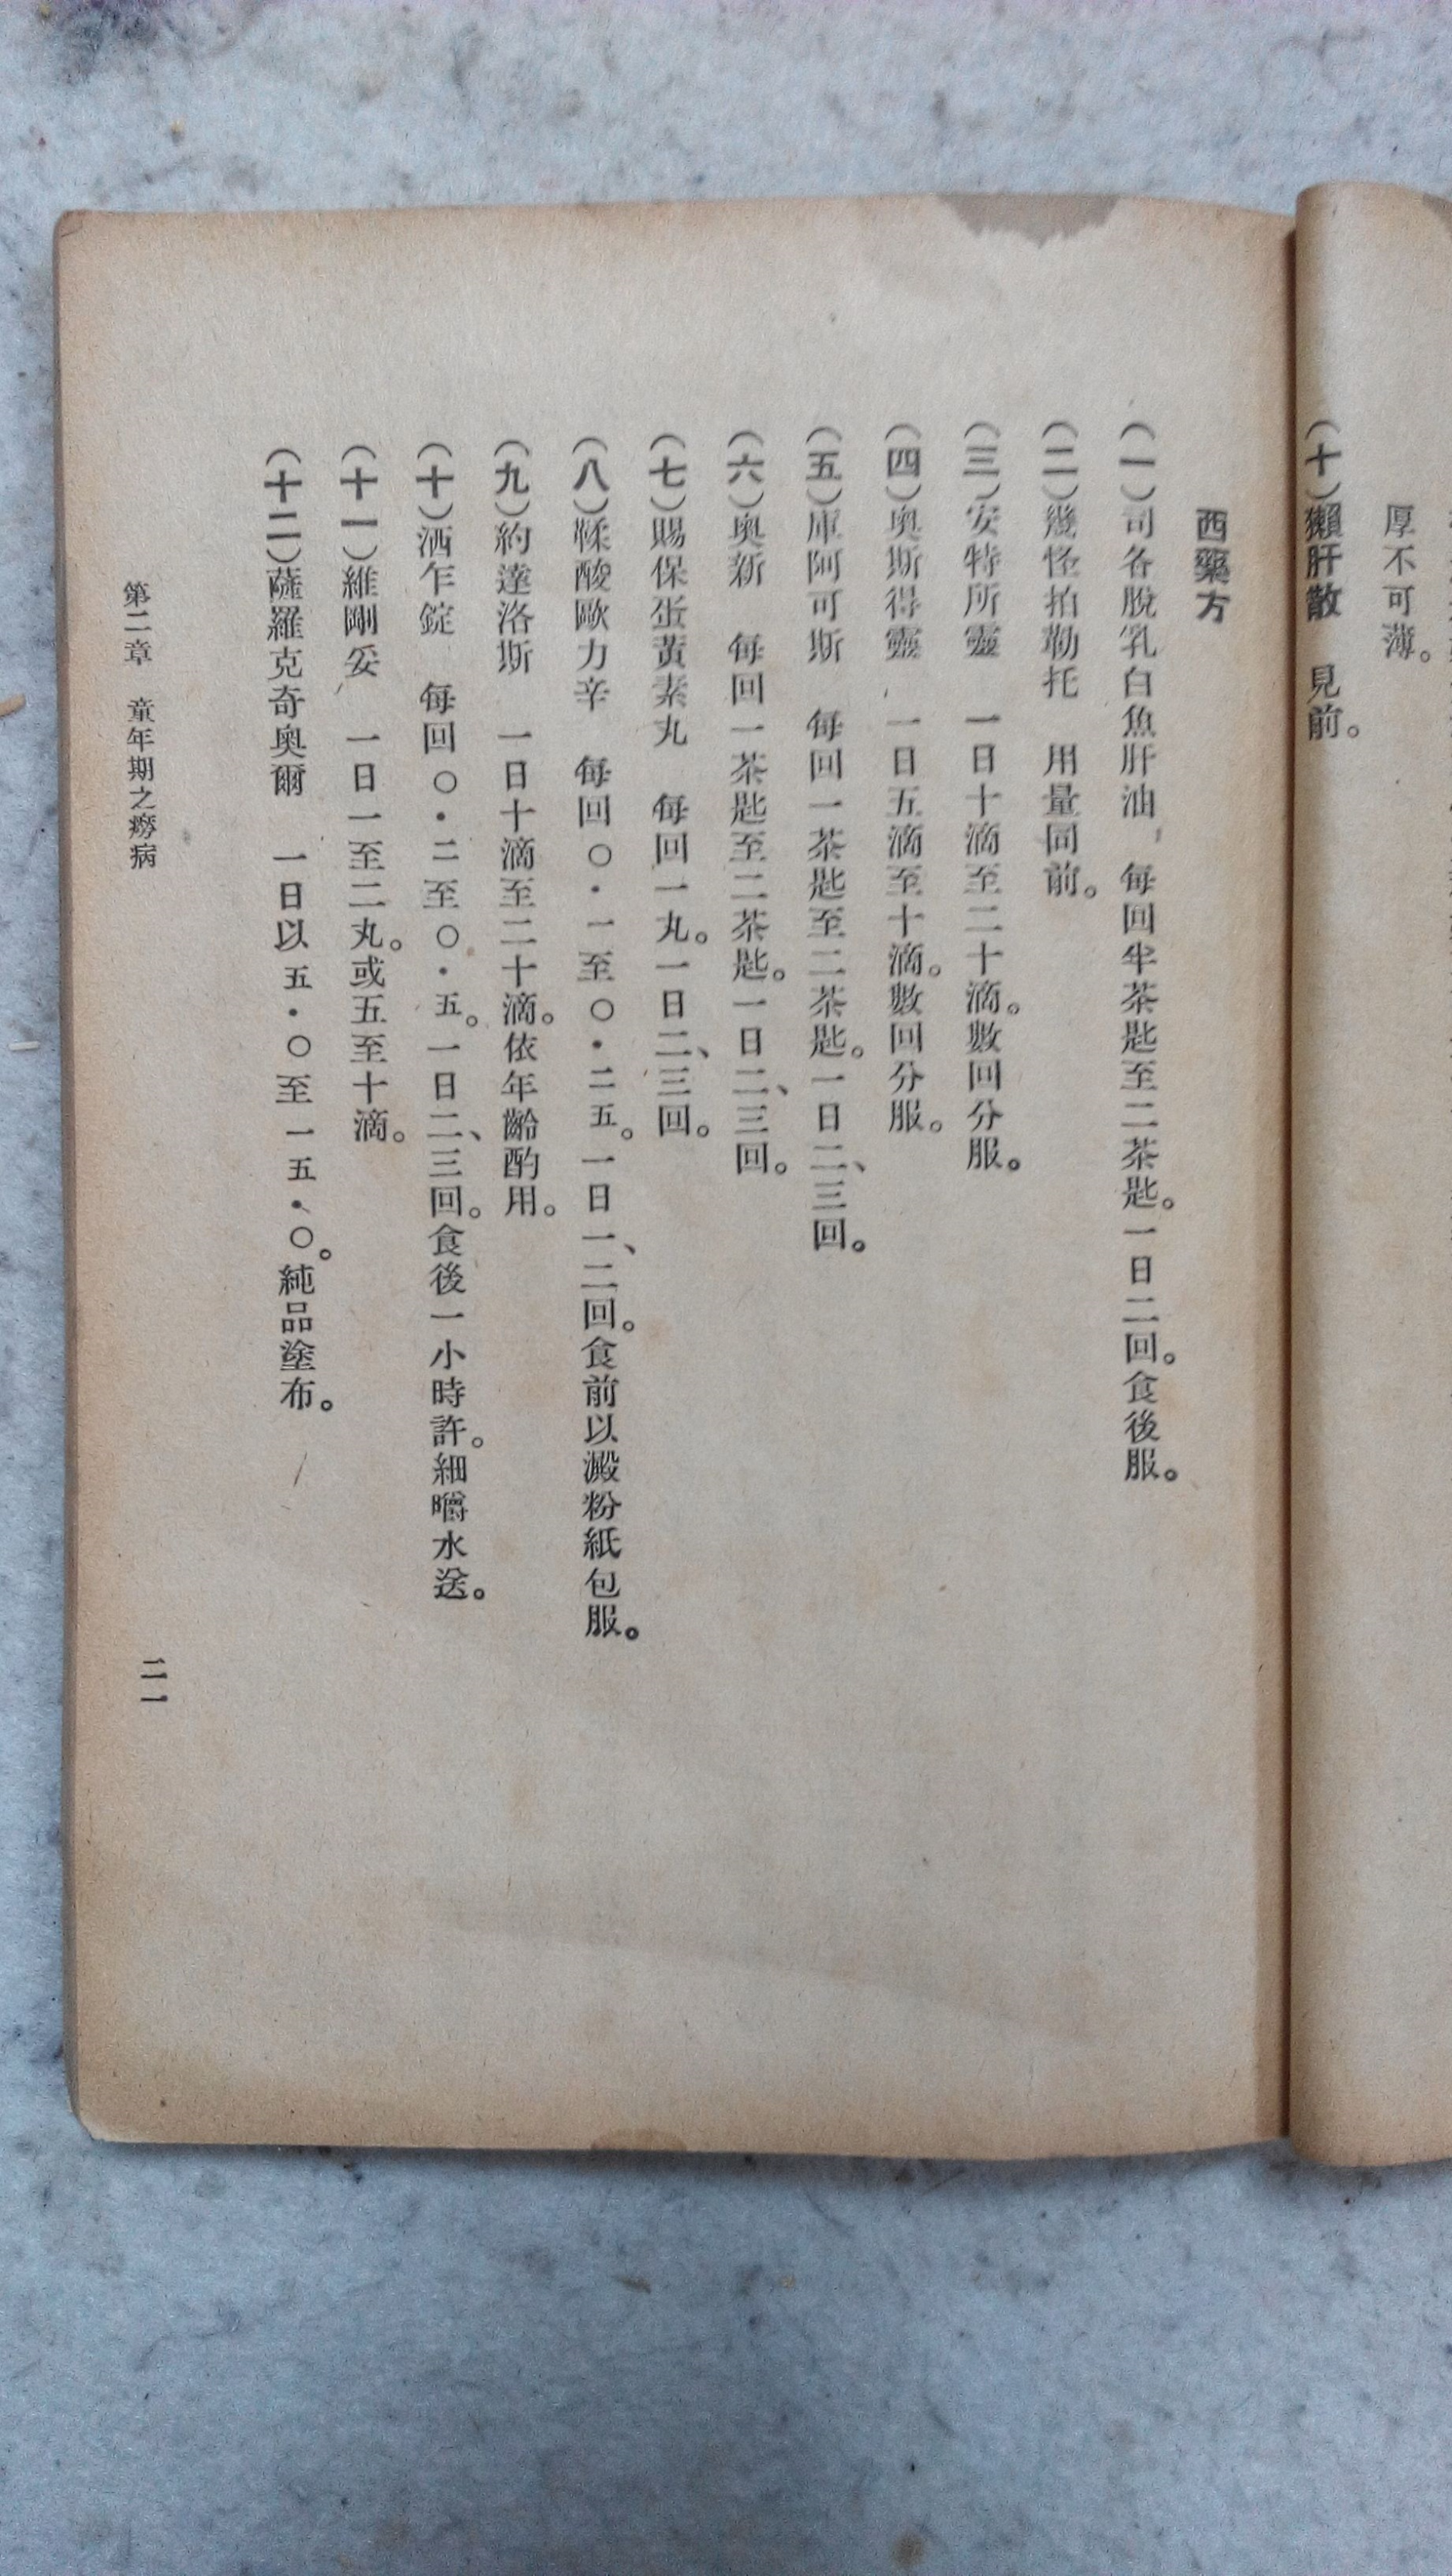 厚不可薄。
(十)獺肝散　見前。
西藥方
(一)司各脫乳白魚肝油　每回半茶匙至二茶匙。一日二回。食後服。
(二)幾怪拍勒托　用量同前。
(三)安特所靈　一日十滴至二十滴。數回分服。
(四)奥斯得靈　一日五滴至十滴。數回分服。
(五)庫阿可斯　每回一茶匙至二茶匙。一日二、三回。
(六)奥新　每回一茶匙至二茶匙。一日二、三回。
(七)賜保蛋黃素丸　每回一丸。一日二、三回。
(八)鞣酸歐力辛　每回〇・一至〇・二五。一日一、二回。食前以澱粉紙包服。
(九)約達洛斯　一日十滴至二十滴。依年齡酌用。
(十)洒乍錠　每回〇・二至〇・五。一日二、三回。食後一小時許。細嚼水送。
(十一)維剛妥　一日一至二丸。或五至十滴。
(十二)薩羅克奇奥爾　一日以五・〇至一五・〇。純品塗布。
第二章　童年期之癆病
二一